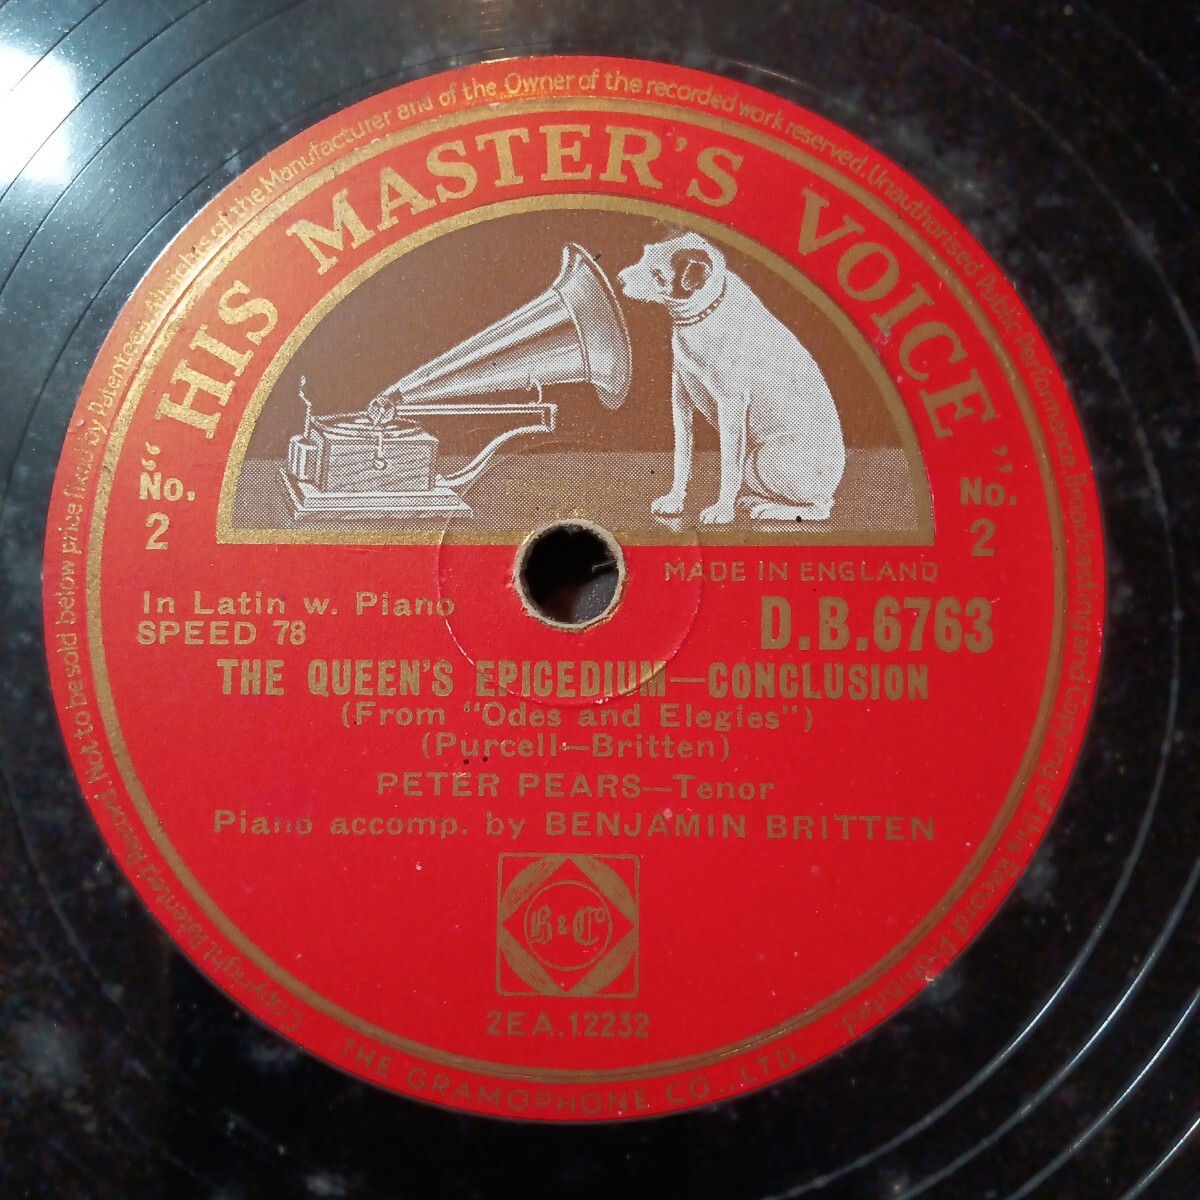 Copyright. Patented Record. Not to be sold below price fixed by Patentees. All rights of the Manufacturer and of the Owner of the recorded work reserved. Unauthorised Public Performance. Broadcasting and Copying of this Record prohibited.
"HIS MASTER'S VOICE"
No. 2
No. 2
MADE IN ENGLAND
In Latin w. Piano
SPEED 78
D.B.6763
THE QUEEN'S EPICEDIUM—CONCLUSION
(From "Odes and Elegies")
(Purcell—Britten)
PETER PEARS—Tenor
Piano accomp. by BENJAMIN BRITTEN
B & Co
2EA.12232
THE GRAMOPHONE CO., LTD.